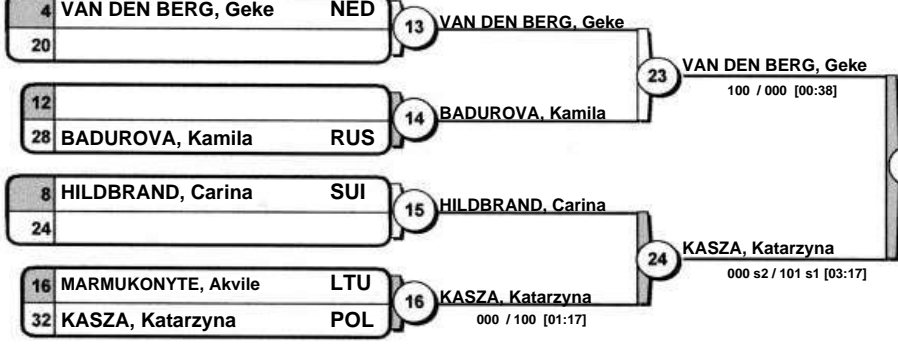 4 VAN DEN BERG, Geke NED
20
13 VAN DEN BERG, Geke
23 VAN DEN BERG, Geke
100 / 000 [00:38]
12
28 BADUROVA, Kamila RUS
14 BADUROVA, Kamila
8 HILDBRAND, Carina SUI
24
15 HILDBRAND, Carina
24 KASZA, Katarzyna
000 s2 / 101 s1 [03:17]
16 MARMUKONYTE, Akvile LTU
32 KASZA, Katarzyna POL
16 KASZA, Katarzyna
000 / 100 [01:17]